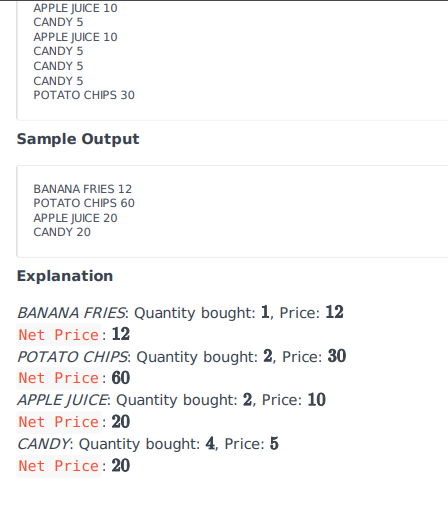 APPLE JUICE 10
CANDY 5
APPLE JUICE 10
CANDY 5
CANDY 5
CANDY 5
POTATO CHIPS 30
Sample Output
BANANA FRIES 12
POTATO CHIPS 60
APPLE JUICE 20
CANDY 20
Explanation
BANANA FRIES: Quantity bought: 1, Price: 12
Net Price: 12
POTATO CHIPS: Quantity bought: 2, Price: 30
Net Price: 60
APPLE JUICE: Quantity bought: 2, Price: 10
Net Price: 20
CANDY: Quantity bought: 4, Price: 5
Net Price: 20